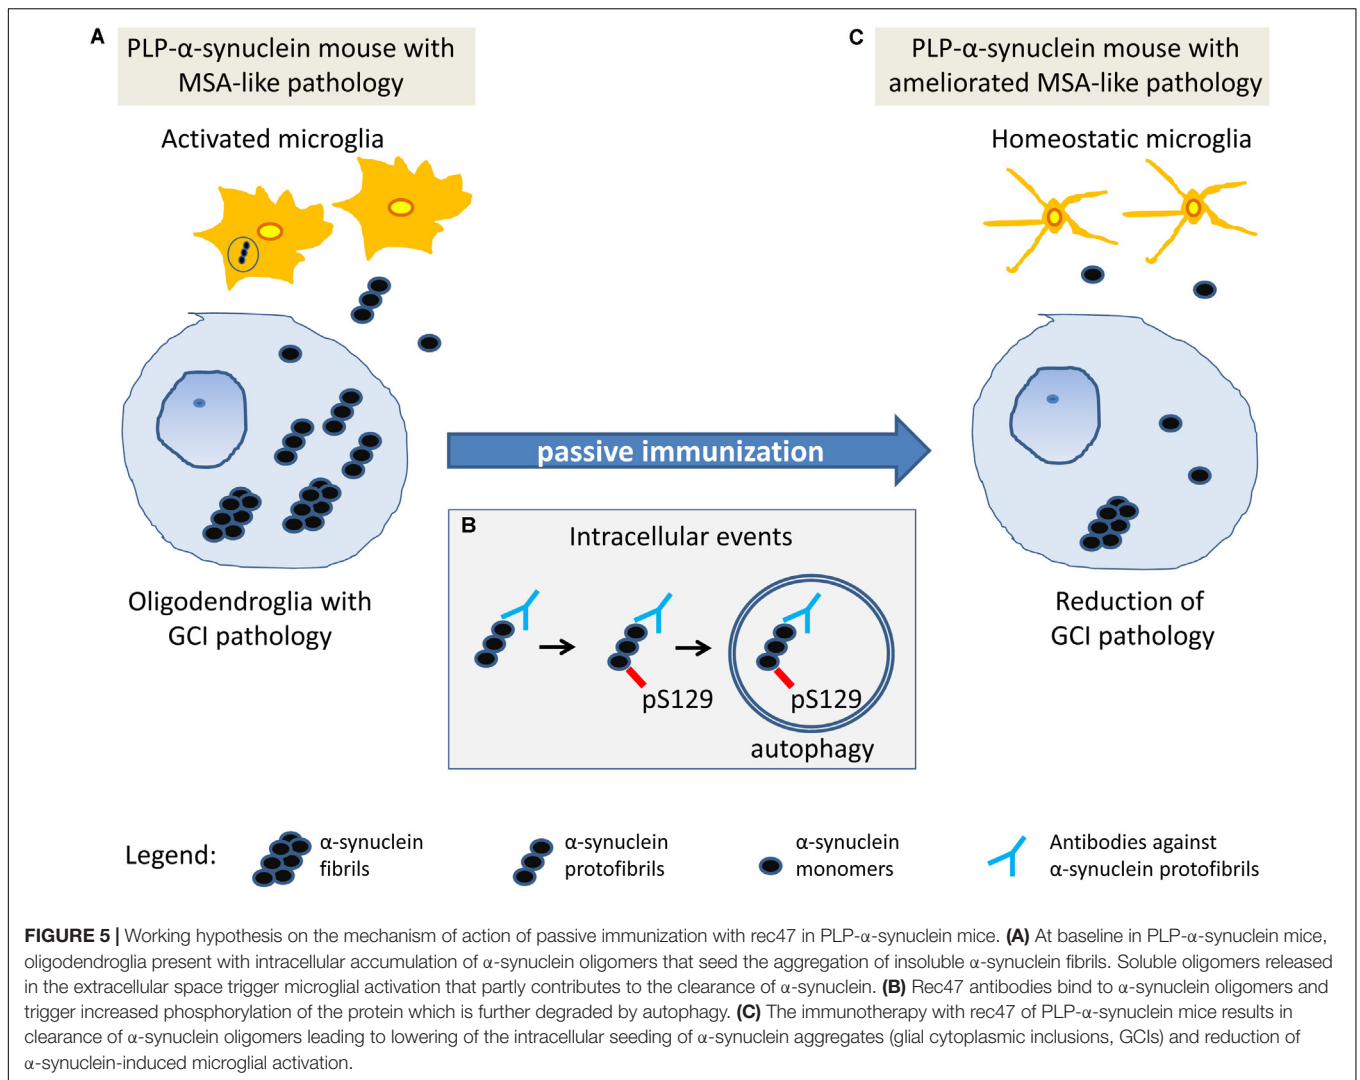 A
PLP-α-synuclein mouse with
MSA-like pathology
Activated microglia
Oligodendroglia with
GCI pathology
passive immunization
B
Intracellular events
pS129
pS129
autophagy
C
PLP-α-synuclein mouse with
ameliorated MSA-like pathology
Homeostatic microglia
Reduction of
GCI pathology
Legend:
α-synuclein
fibrils
α-synuclein
protofibrils
α-synuclein
monomers
Antibodies against
α-synuclein protofibrils
FIGURE 5 | Working hypothesis on the mechanism of action of passive immunization with rec47 in PLP-α-synuclein mice. (A) At baseline in PLP-α-synuclein mice,
oligodendroglia present with intracellular accumulation of α-synuclein oligomers that seed the aggregation of insoluble α-synuclein fibrils. Soluble oligomers released
in the extracellular space trigger microglial activation that partly contributes to the clearance of α-synuclein. (B) Rec47 antibodies bind to α-synuclein oligomers and
trigger increased phosphorylation of the protein which is further degraded by autophagy. (C) The immunotherapy with rec47 of PLP-α-synuclein mice results in
clearance of α-synuclein oligomers leading to lowering of the intracellular seeding of α-synuclein aggregates (glial cytoplasmic inclusions, GCIs) and reduction of
α-synuclein-induced microglial activation.